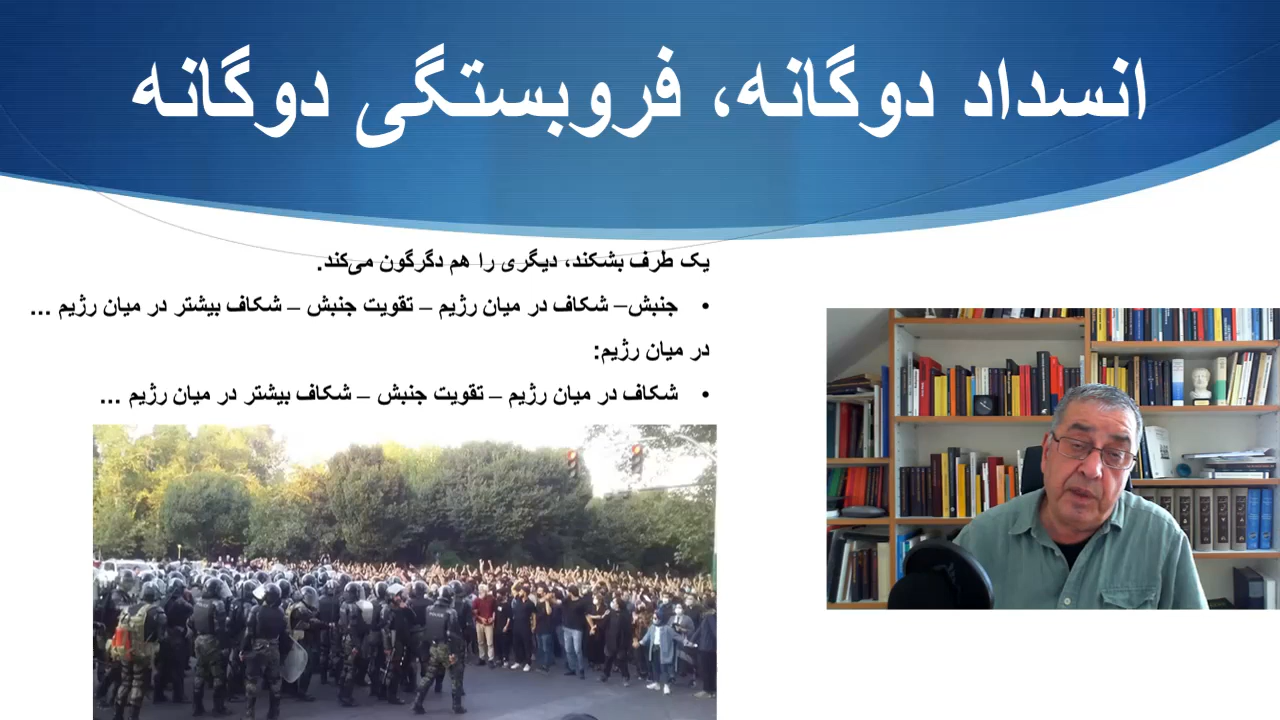 انسداد دوگانه، فروبستگی دوگانه
یک طرف بشکند، دیگری را هم دگرگون می‌کند.
• جنبش– شکاف در میان رژیم – تقویت جنبش – شکاف بیشتر در میان رژیم ...
در میان رژیم:
• شکاف در میان رژیم – تقویت جنبش – شکاف بیشتر در میان رژیم ...